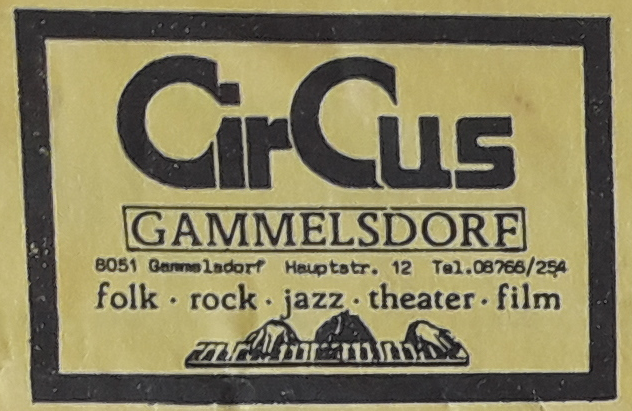 CirCus
GAMMELSDORF
8051 Gammelsdorf Hauptstr. 12 Tel.08766/254
folk · rock · jazz · theater · film